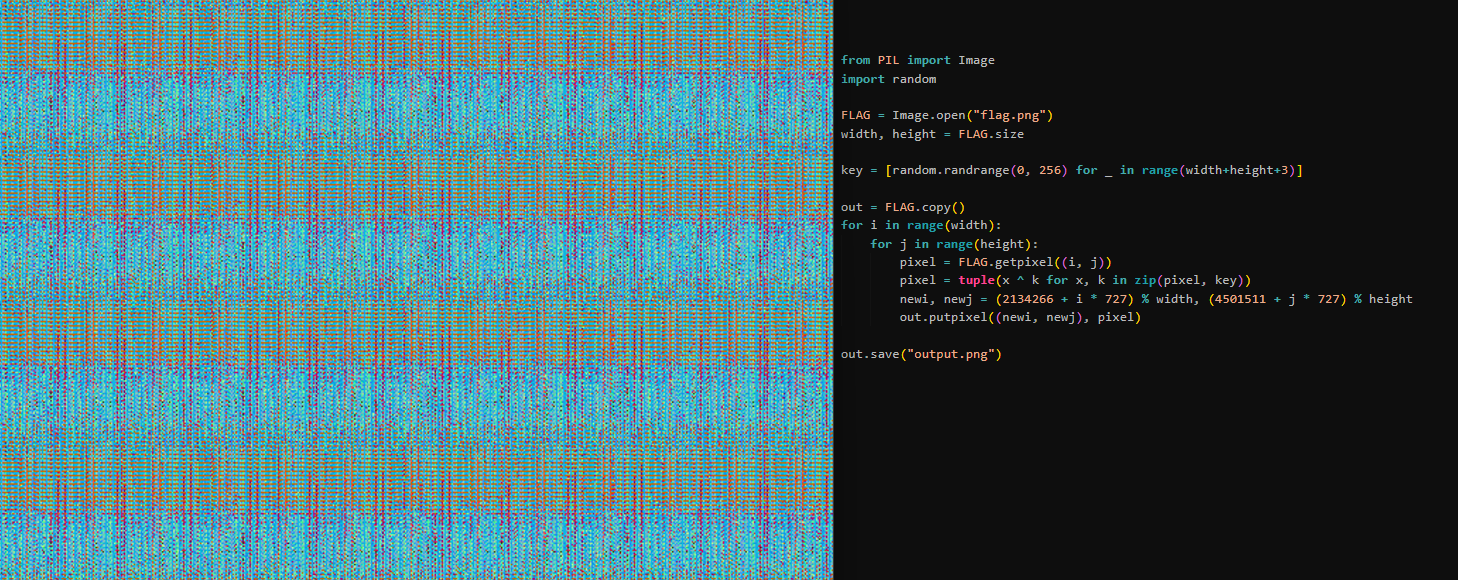 from PIL import Image
import random
FLAG = Image.open("flag.png")
width, height = FLAG.size
key = [random.randrange(0, 256) for _ in range(width+height+3)]
out = FLAG.copy()
for i in range(width):
    for j in range(height):
        pixel = FLAG.getpixel((i, j))
        pixel = tuple(x ^ k for x, k in zip(pixel, key))
        newi, newj = (2134266 + i * 727) % width, (4501511 + j * 727) % height
        out.putpixel((newi, newj), pixel)
out.save("output.png")